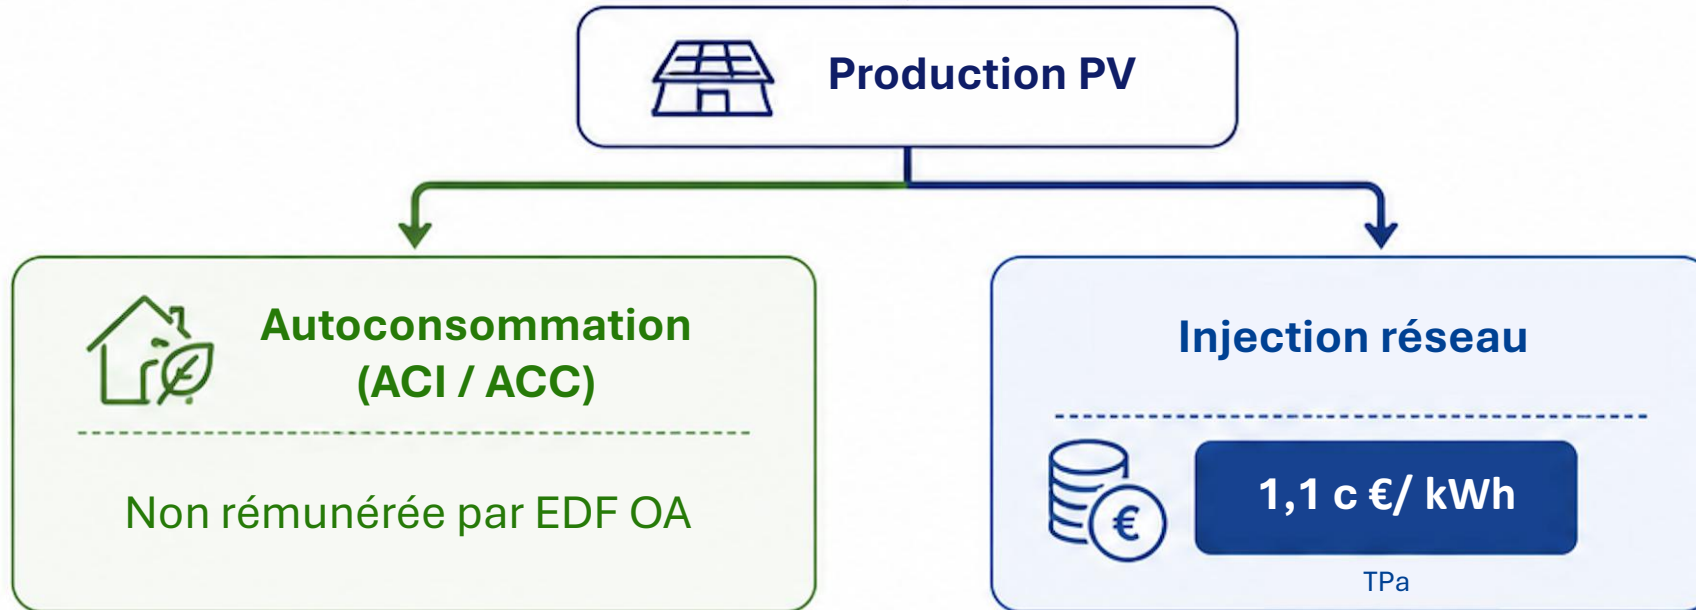 Production PV
Autoconsommation
(ACI / ACC)
Non rémunérée par EDF OA
Injection réseau
€
1,1 c €/ kWh
TPa